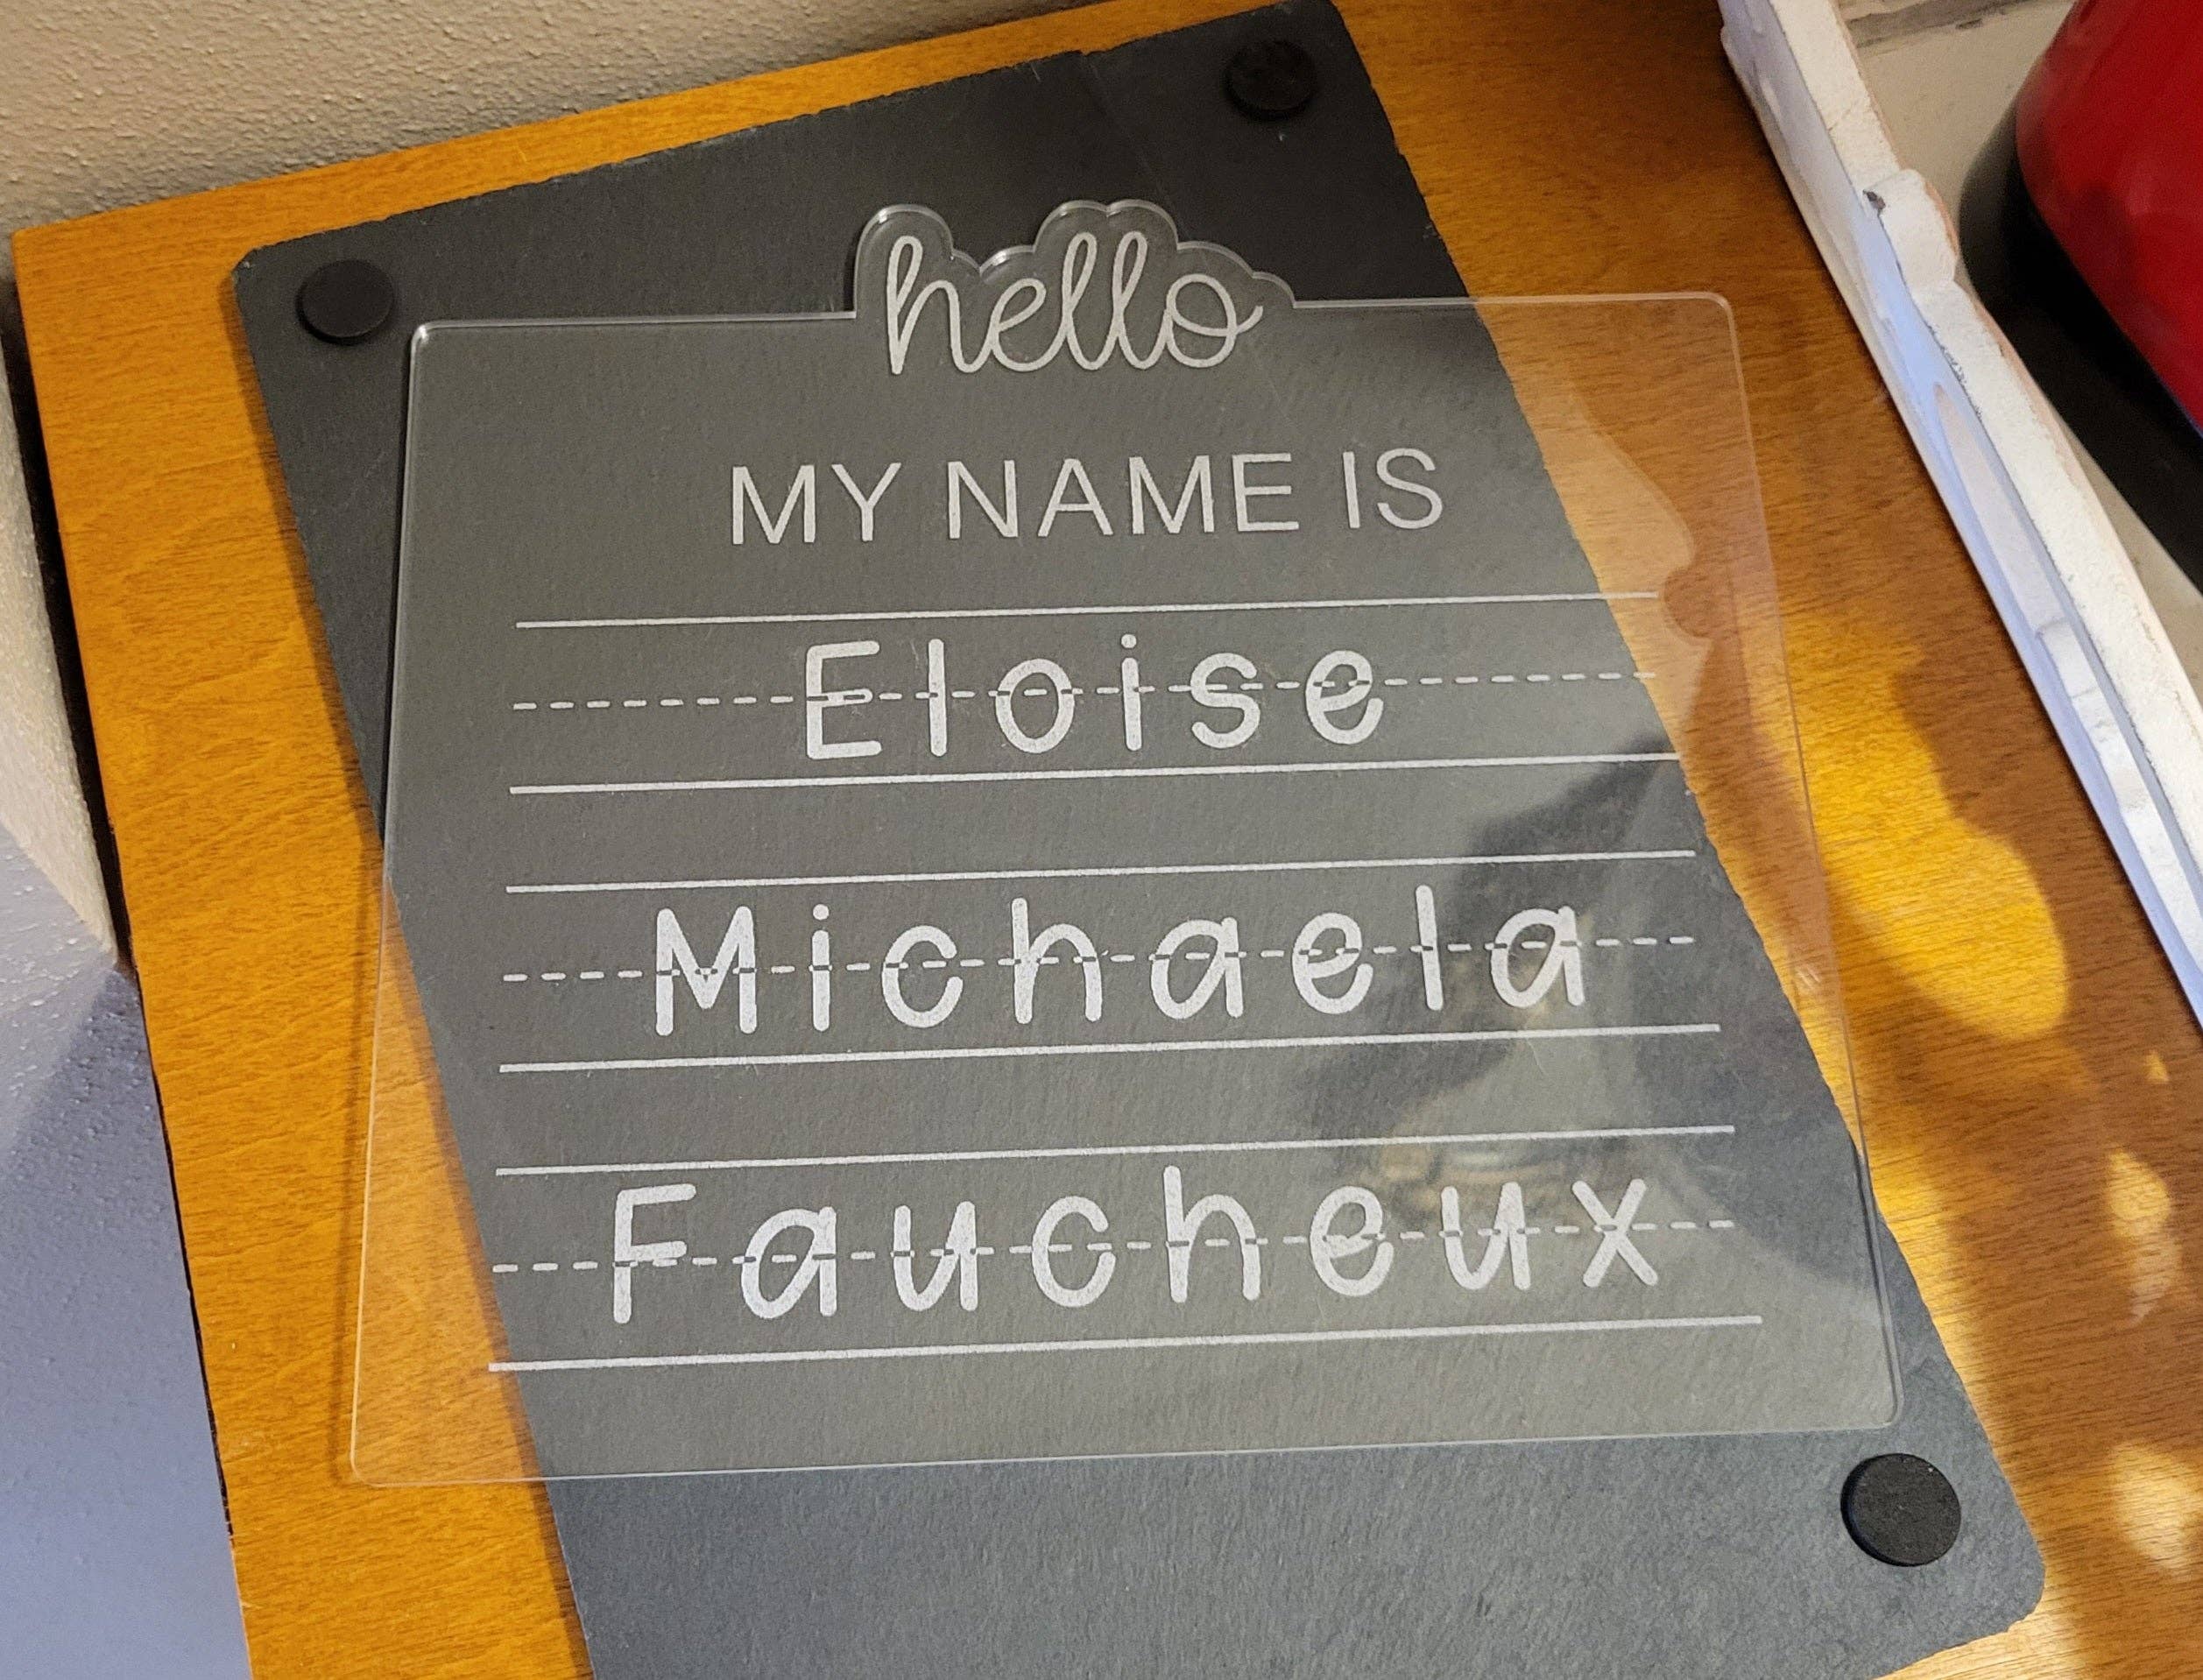 hello
MY NAME IS
Eloise
Michaela
Faucheux